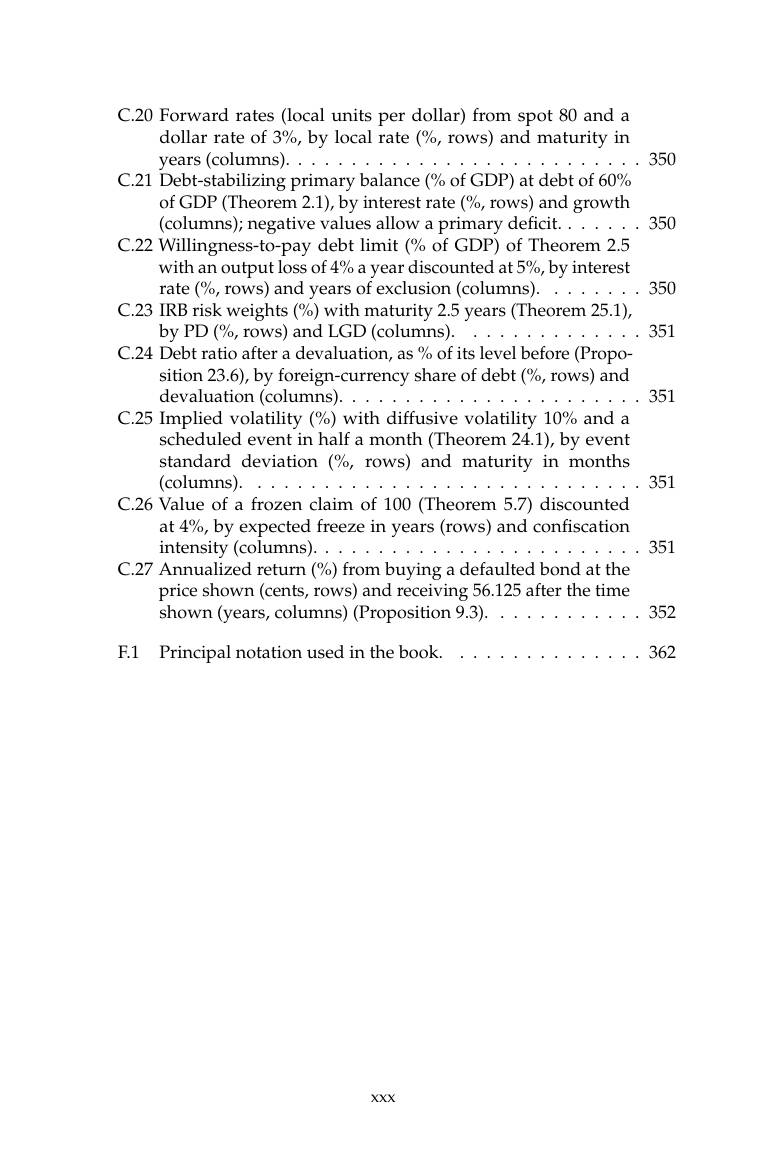 C.20 Forward rates (local units per dollar) from spot 80 and a
dollar rate of 3%, by local rate (%, rows) and maturity in
years (columns). . . . . . . . . . . . . . . . . . . . . . . . . . . 350
C.21 Debt-stabilizing primary balance (% of GDP) at debt of 60%
of GDP (Theorem 2.1), by interest rate (%, rows) and growth
(columns); negative values allow a primary deficit. . . . . . . 350
C.22 Willingness-to-pay debt limit (% of GDP) of Theorem 2.5
with an output loss of 4% a year discounted at 5%, by interest
rate (%, rows) and years of exclusion (columns). . . . . . . . 350
C.23 IRB risk weights (%) with maturity 2.5 years (Theorem 25.1),
by PD (%, rows) and LGD (columns). . . . . . . . . . . . . . 351
C.24 Debt ratio after a devaluation, as % of its level before (Propo-
sition 23.6), by foreign-currency share of debt (%, rows) and
devaluation (columns). . . . . . . . . . . . . . . . . . . . . . . 351
C.25 Implied volatility (%) with diffusive volatility 10% and a
scheduled event in half a month (Theorem 24.1), by event
standard deviation (%, rows) and maturity in months
(columns). . . . . . . . . . . . . . . . . . . . . . . . . . . . . . 351
C.26 Value of a frozen claim of 100 (Theorem 5.7) discounted
at 4%, by expected freeze in years (rows) and confiscation
intensity (columns). . . . . . . . . . . . . . . . . . . . . . . . . 351
C.27 Annualized return (%) from buying a defaulted bond at the
price shown (cents, rows) and receiving 56.125 after the time
shown (years, columns) (Proposition 9.3). . . . . . . . . . . . 352
F.1 Principal notation used in the book. . . . . . . . . . . . . . . 362
xxx